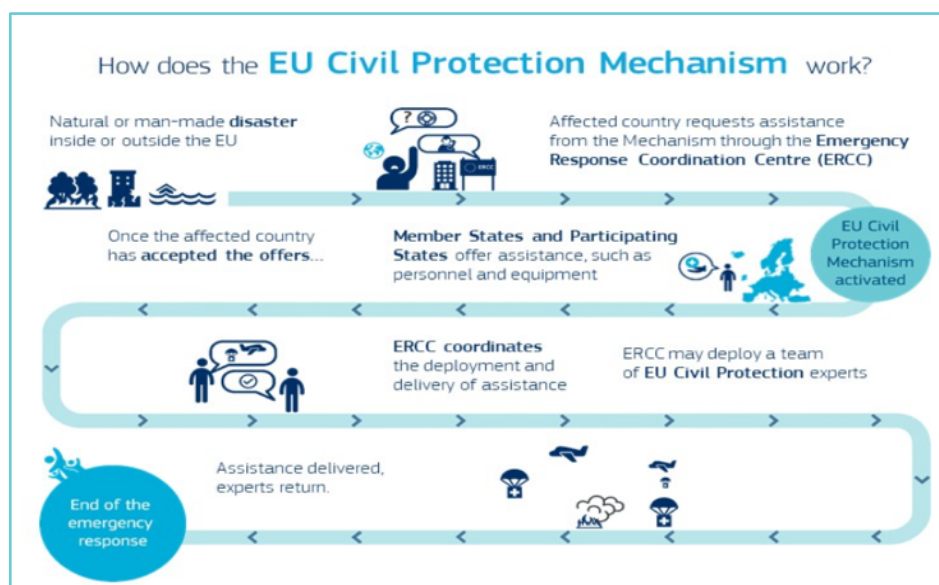 How does the EU Civil Protection Mechanism work?
Natural or man-made disaster
inside or outside the EU
?
ERCC
Affected country requests assistance
from the Mechanism through the Emergency
Response Coordination Centre (ERCC)
EU Civil
Protection
Mechanism
activated
Member States and Participating
States offer assistance, such as
personnel and equipment
Once the affected country
has accepted the offers...
ERCC coordinates
the deployment and
delivery of assistance
ERCC may deploy a team
of EU Civil Protection experts
Assistance delivered,
experts return.
End of the
emergency
response